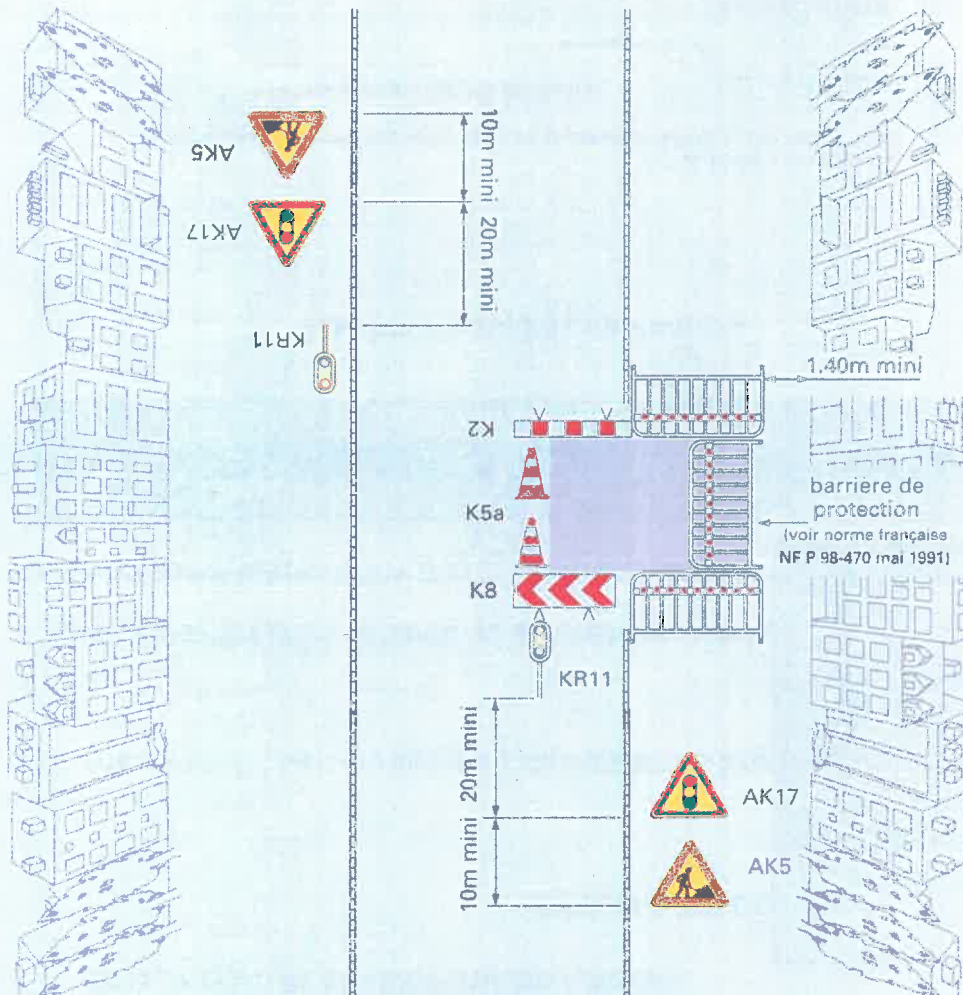 AK5
10m mini
AK17
20m mini
KR11
1.40m mini
K2
K5a
barrière de
protection
(voir norme française
NF P 98-470 mai 1991)
K8
KR11
20m mini
AK17
10m mini
AK5